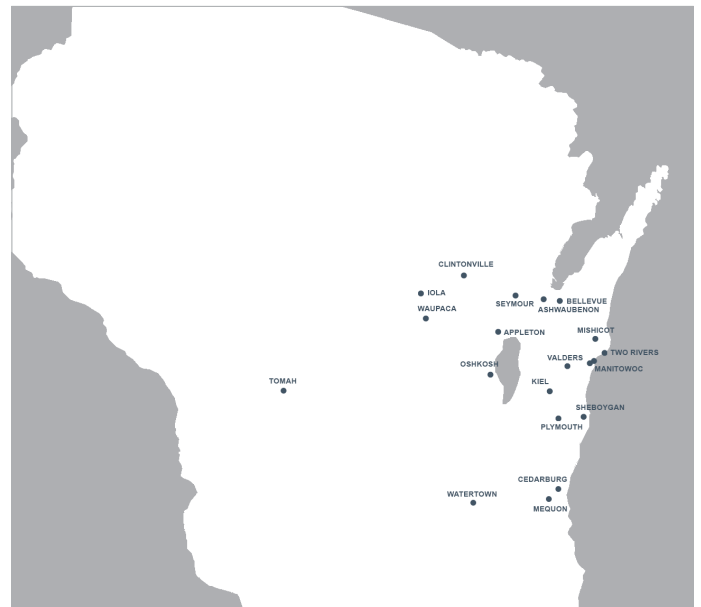 CLINTONVILLE
IOLA
SEYMOUR
BELLEVUE
ASHWAUBENON
WAUPACA
APPLETON
MISHICOT
TWO RIVERS
VALDERS
OSHKOSH
MANITOWOC
TOMAH
KIEL
SHEBOYGAN
PLYMOUTH
CEDARBURG
WATERTOWN
MEQUON